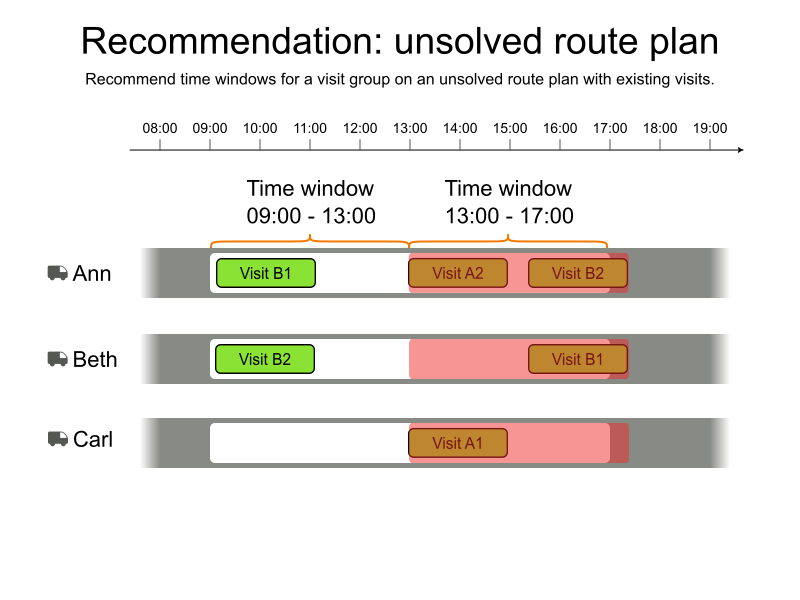 Recommendation: unsolved route plan
Recommend time windows for a visit group on an unsolved route plan with existing visits.
08:00 09:00 10:00 11:00 12:00 13:00 14:00 15:00 16:00 17:00 18:00 19:00
Time window
09:00 - 13:00
Time window
13:00 - 17:00
Ann Visit B1 Visit A2 Visit B2
Beth Visit B2 Visit B1
Carl Visit A1